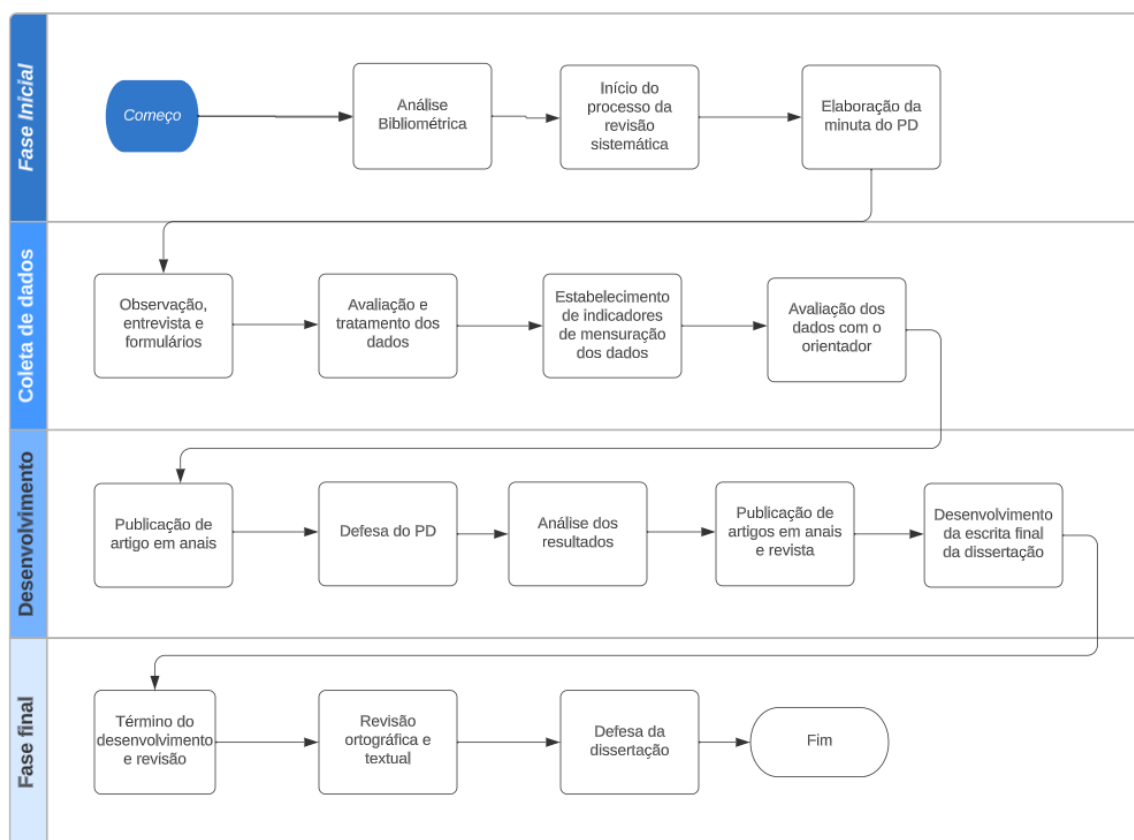 Fase Inicial
Começo
Análise
Bibliométrica
Início do
processo da
revisão
sistemática
Elaboração da
minuta do PD
Coleta de dados
Observação,
entrevista e
formulários
Avaliação e
tratamento dos
dados
Estabelecimento
de indicadores
de mensuração
dos dados
Avaliação dos
dados com o
orientador
Desenvolvimento
Publicação de
artigo em anais
Defesa do PD
Análise dos
resultados
Publicação de
artigos em anais
e revista
Desenvolvimento
da escrita final
da dissertação
Fase final
Término do
desenvolvimento
e revisão
Revisão
ortográfica e
textual
Defesa da
dissertação
Fim